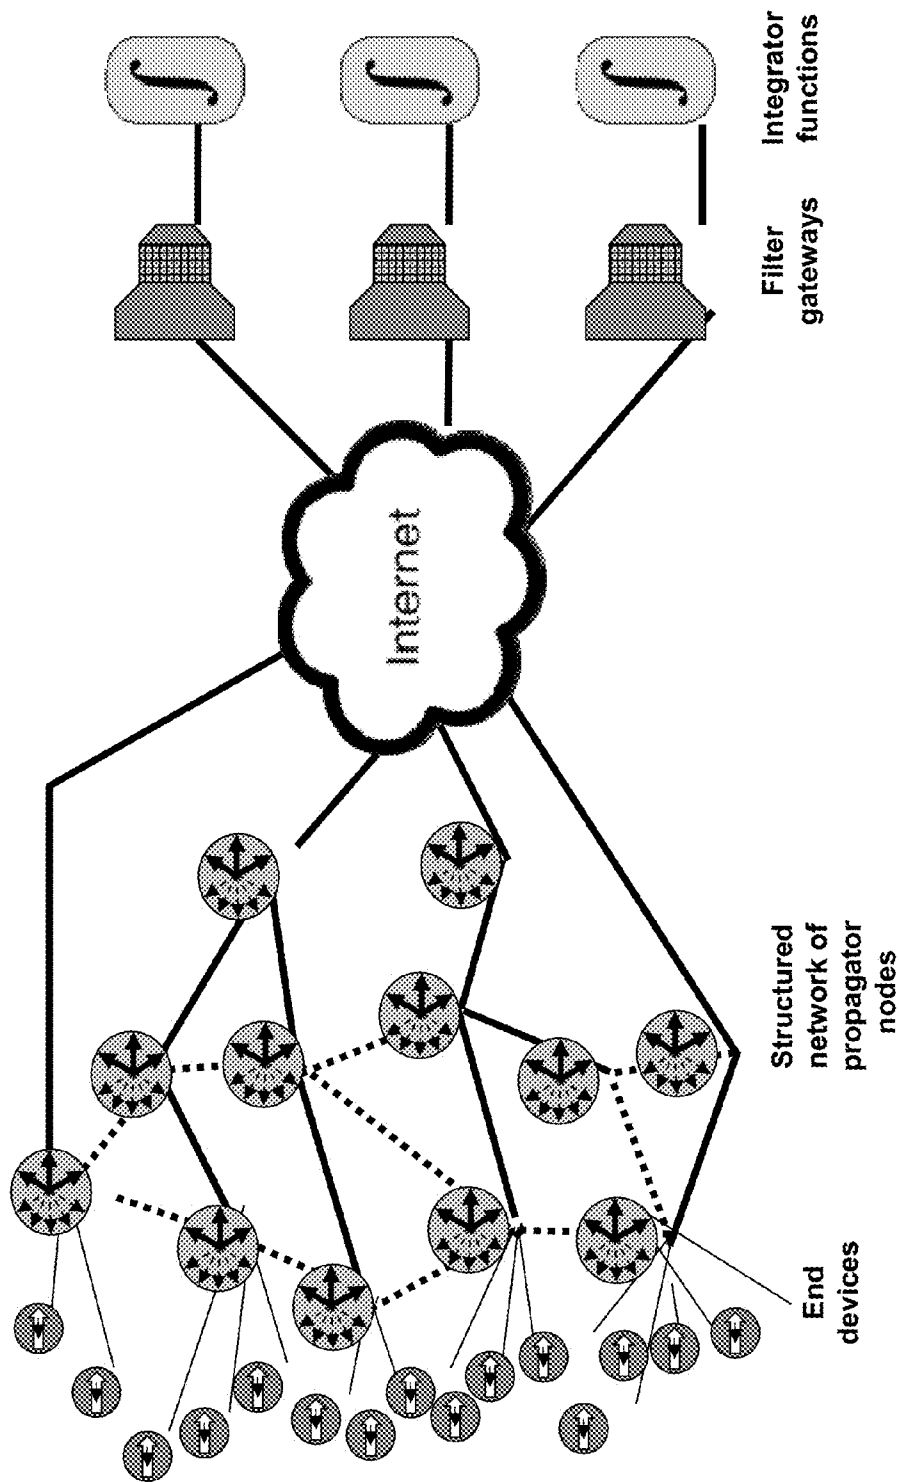 Integrator
functions
Filter
gateways
Internet
Structured
network of
propagator
nodes
End
devices